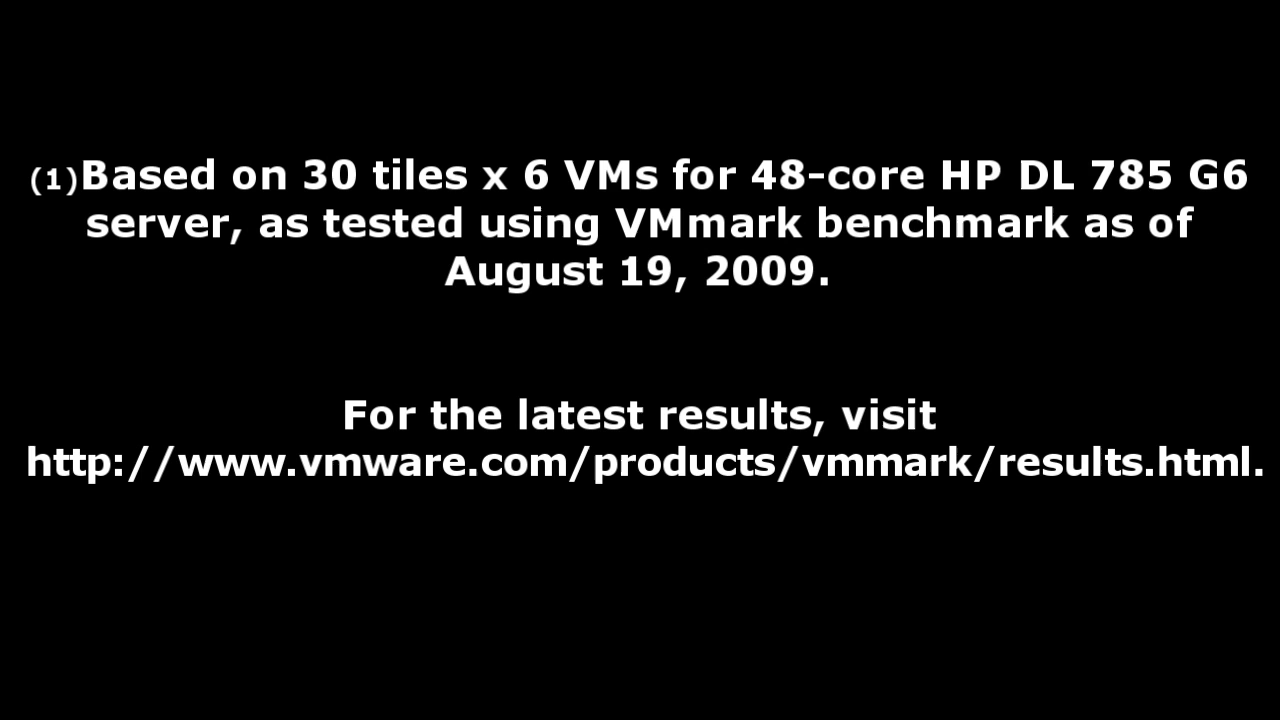 (1)Based on 30 tiles x 6 VMs for 48-core HP DL 785 G6
server, as tested using VMmark benchmark as of
August 19, 2009.
For the latest results, visit
http://www.vmware.com/products/vmmark/results.html.